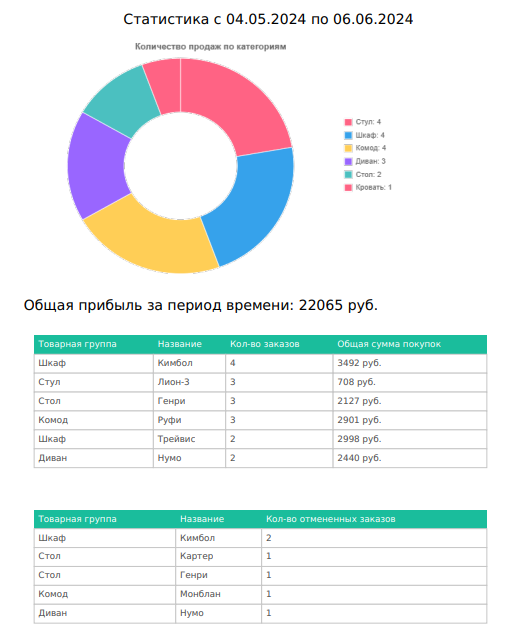 Статистика с 04.05.2024 по 06.06.2024
Количество продаж по категориям
Стул: 4
Шкаф: 4
Комод: 4
Диван: 3
Стол: 2
Кровать: 1
Общая прибыль за период времени: 22065 руб.
Товарная группа Название Кол-во заказов Общая сумма покупок
Шкаф Кимбол 4 3492 руб.
Стул Лион-3 3 708 руб.
Стол Генри 3 2127 руб.
Комод Руфи 3 2901 руб.
Шкаф Трейвис 2 2998 руб.
Диван Нумо 2 2440 руб.
Товарная группа Название Кол-во отмененных заказов
Шкаф Кимбол 2
Стол Картер 1
Стол Генри 1
Комод Монблан 1
Диван Нумо 1